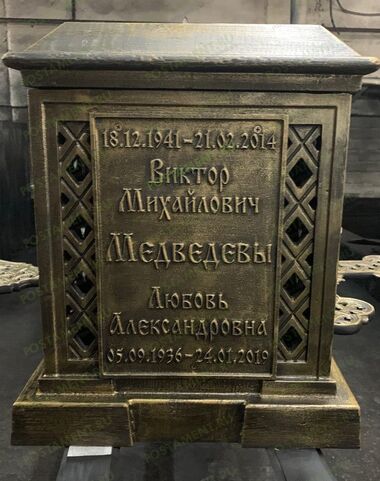 18.12.1941-21.02.2014
Виктор
Михайлович
Медведевы
Любовь
Александровна
05.09.1936-24.01.2019